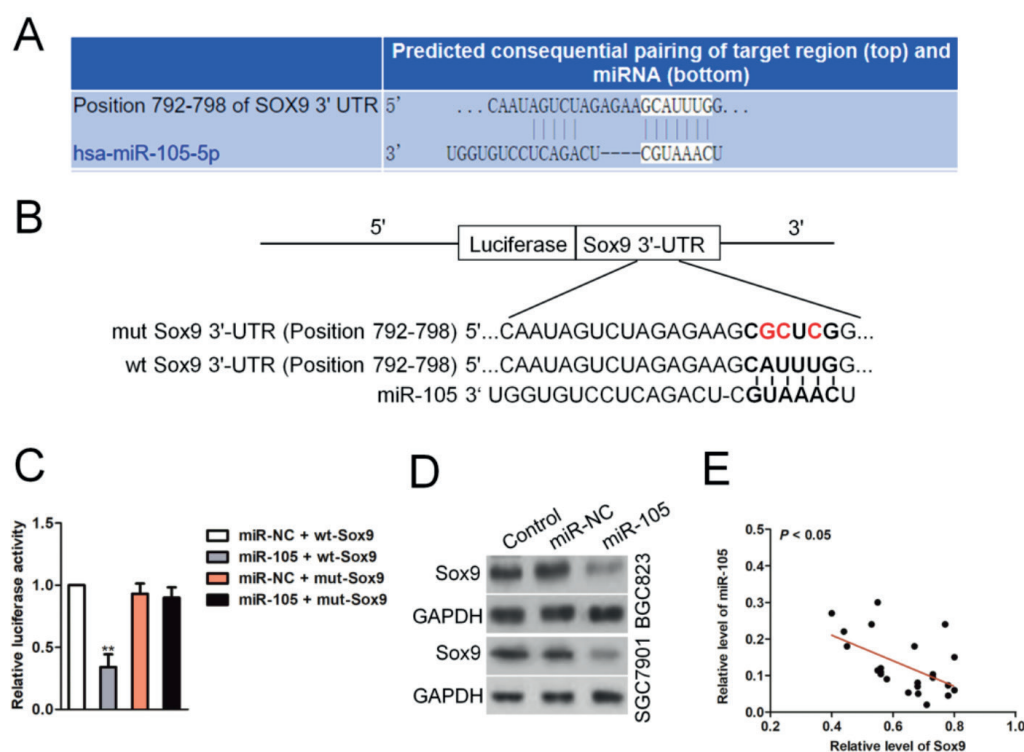 A
Predicted consequential pairing of target region (top) and
miRNA (bottom)
Position 792-798 of SOX9 3' UTR 5' ...CAAUAGUCUAGAGAAGCAUUUGG...
hsa-miR-105-5p 3' UGGUGUCCUCAGACU----CGUAAACU
B
5' Luciferase Sox9 3'-UTR 3'
mut Sox9 3'-UTR (Position 792-798) 5'...CAAUAGUCUAGAGAAGCGCUCGG...
wt Sox9 3'-UTR (Position 792-798) 5'...CAAUAGUCUAGAGAAGCAUUUGG...
miR-105 3' UGGUGUCCUCAGACU-CGUAAACU
C
Relative luciferase activity
1.5
1.0
0.5
0.0
**
miR-NC + wt-Sox9
miR-105 + wt-Sox9
miR-NC + mut-Sox9
miR-105 + mut-Sox9
D
Control miR-NC miR-105
Sox9
GAPDH
BGC823
Sox9
GAPDH
SGC7901
E
P < 0.05
Relative level of miR-105
0.5
0.4
0.3
0.2
0.1
0.0
0.2 0.4 0.6 0.8 1.0
Relative level of Sox9